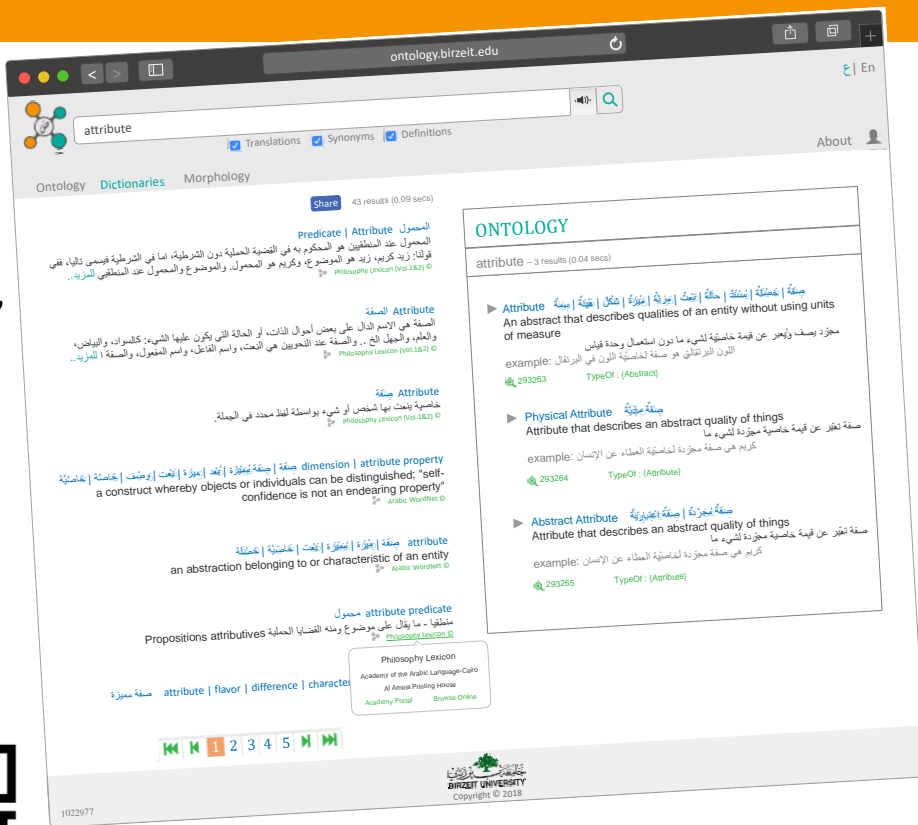 ontology.birzeit.edu
ع | En
attribute
Translations Synonyms Definitions
About
Ontology Dictionaries Morphology
Share 43 results (0.09 secs)
المحمول Predicate | Attribute
المحمول عند المنطقيين هو المحكوم به في القضية الحملية دون الشرطية، اما في الشرطية فيسمى تاليا، ففي
قولنا: زيد كريم، زيد هو الموضوع، وكريم هو المحمول. والموضوع والمحمول عند المنطقيي للمزيد..
Philosophy Lexicon (Vol.1&2) ©
الصفة Attribute
الصفة هي الاسم الدال على بعض أحوال الذات، أو الحالة التي يكون عليها الشيء: كالسواد، والبياض،
والعلم، والجهل الخ .. والصفة عند النحويين هي النعت، واسم الفاعل، واسم المفعول، والصفة ا للمزيد..
Philosophy Lexicon (Vol.1&2) ©
صِفَة Attribute
خاصية ينعت بها شخص أو شيء بواسطة لفظ محدد في الجملة.
Philosophy Lexicon (Vol.1&2) ©
dimension | attribute property صِفَة | صِفَة مُمَيِّزَة | بُعْد | مِيزَة | نَعْت | وَصْف | خَاصَّة | خَاصِّيَّة
a construct whereby objects or individuals can be distinguished; "self-
confidence is not an endearing property"
Arabic WordNet ©
attribute صِفَة | مِيْزَة | مُمَيِّزَة | نَعْت | خَاصِّيَّة | خَصْلَة
an abstraction belonging to or characteristic of an entity
Arabic WordNet ©
attribute predicate محمول
منطقيا - ما يقال على موضوع ومنه القضايا الحملية Propositions attributives
Philosophy Lexicon ©
Philosophy Lexicon
Academy of the Arabic Language-Cairo
Al Amiria Printing House
Academy Portal Browse Online
صفة مميزة attribute | flavor | difference | characte
1 2 3 4 5
ONTOLOGY
attribute – 3 results (0.04 secs)
Attribute صِفَةٌ | خَصْلَةٌ | حالَةٌ | نَعْتٌ | مَزِيَّةٌ | مِيْزَةٌ | شَكْلٌ | هَيْئَةٌ | سِمَةٌ
An abstract that describes qualities of an entity without using units
of measure
مجرّد يصف ويُعبر عن قيمة خاصيّة لشيء ما دون استعمال وحدة قياس
example: اللون البرتقالي هو صفة لخاصيّة اللون في البرتقال
293263 TypeOf : (Abstract)
Physical Attribute
Attribute that describes an abstract quality of things
صفة تعبّر عن قيمة خاصية مجرّدة لشيء ما
example: كريم هي صفة مجرّدة لخاصيّة العطاء عن الإنسان
293264 TypeOf : (Attribute)
Abstract Attribute صِفَةٌ مُجرَّدةٌ | صِفَةٌ اعْتِبَارِيَّةٌ
Attribute that describes an abstract quality of things
صفة تعبّر عن قيمة خاصية مجرّدة لشيء ما
example: كريم هي صفة مجرّدة لخاصيّة العطاء عن الإنسان
293265 TypeOf : (Attribute)
جامعة بيرزيت
BIRZEIT UNIVERSITY
Copyright © 2018
1022977